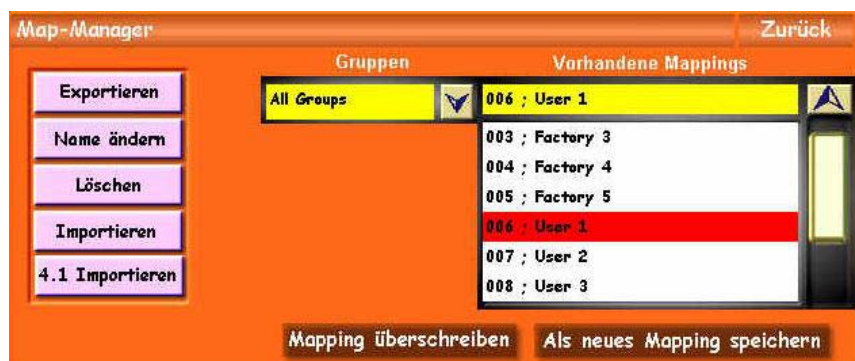 Map-Manager Zurück
Gruppen Vorhandene Mappings
Exportieren
All Groups 006 ; User 1
Name ändern
003 ; Factory 3
004 ; Factory 4
Löschen
005 ; Factory 5
Importieren
006 ; User 1
007 ; User 2
4.1 Importieren
008 ; User 3
Mapping überschreiben Als neues Mapping speichern